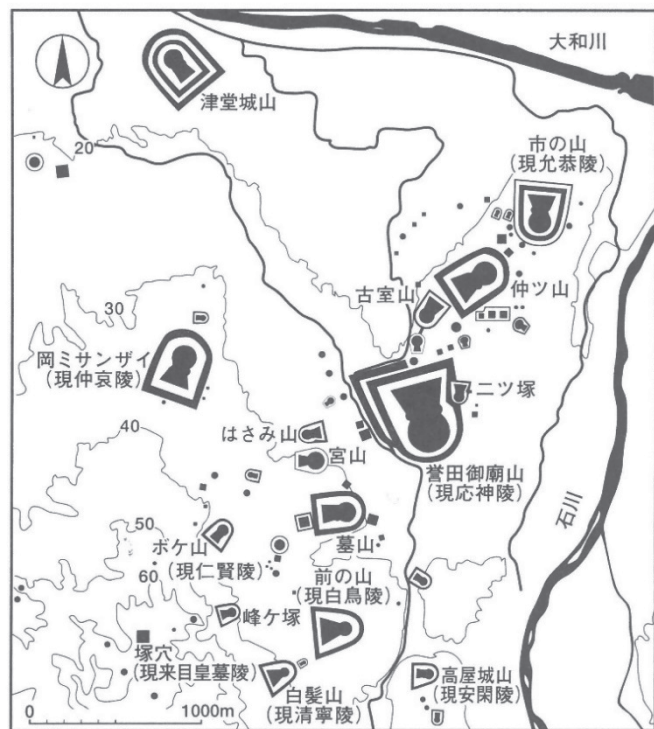 大和川
津堂城山
20
市の山
(現允恭陵)
古室山
仲ツ山
30
岡ミサンザイ
(現仲哀陵)
二ツ塚
はさみ山
40
宮山
誉田御廟山
(現応神陵)
石川
50
ボケ山
(現仁賢陵)
墓山
60
前の山
(現白鳥陵)
峰ケ塚
塚穴
(現来目皇墓陵)
白髪山
(現清寧陵)
高屋城山
(現安閑陵)
0 1000m